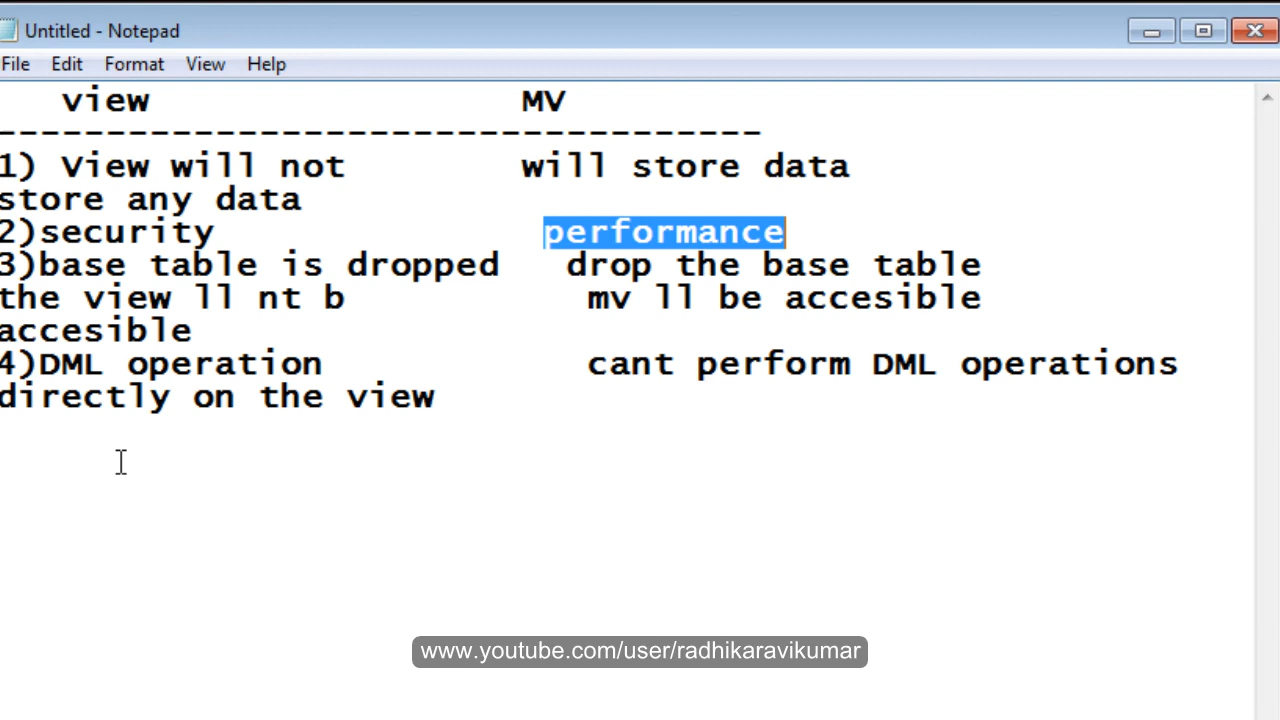 Untitled - Notepad
File Edit Format View Help
view MV
-----------------------------------
1) View will not will store data
store any data
2)security performance
3)base table is dropped drop the base table
the view ll nt b mv ll be accesible
accesible
4)DML operation cant perform DML operations
directly on the view
www.youtube.com/user/radhikaravikumar